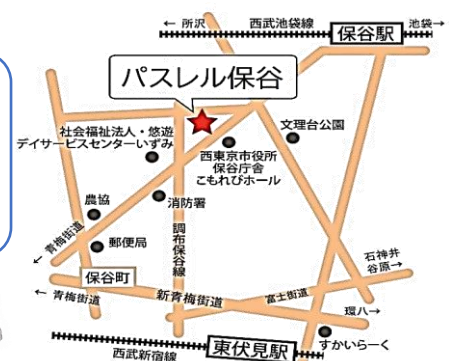 ← 所沢
西武池袋線
保谷駅
池袋→
パスレル保谷
社会福祉法人・悠遊
デイサービスセンターいずみ
文理台公園
西東京市役所
保谷庁舎
こもれびホール
農協
消防署
調布保谷線
郵便局
← 青梅街道
保谷町
石神井
谷原→
← 青梅街道
新青梅街道
富士街道
環八→
すかいらーく
西武新宿線
東伏見駅